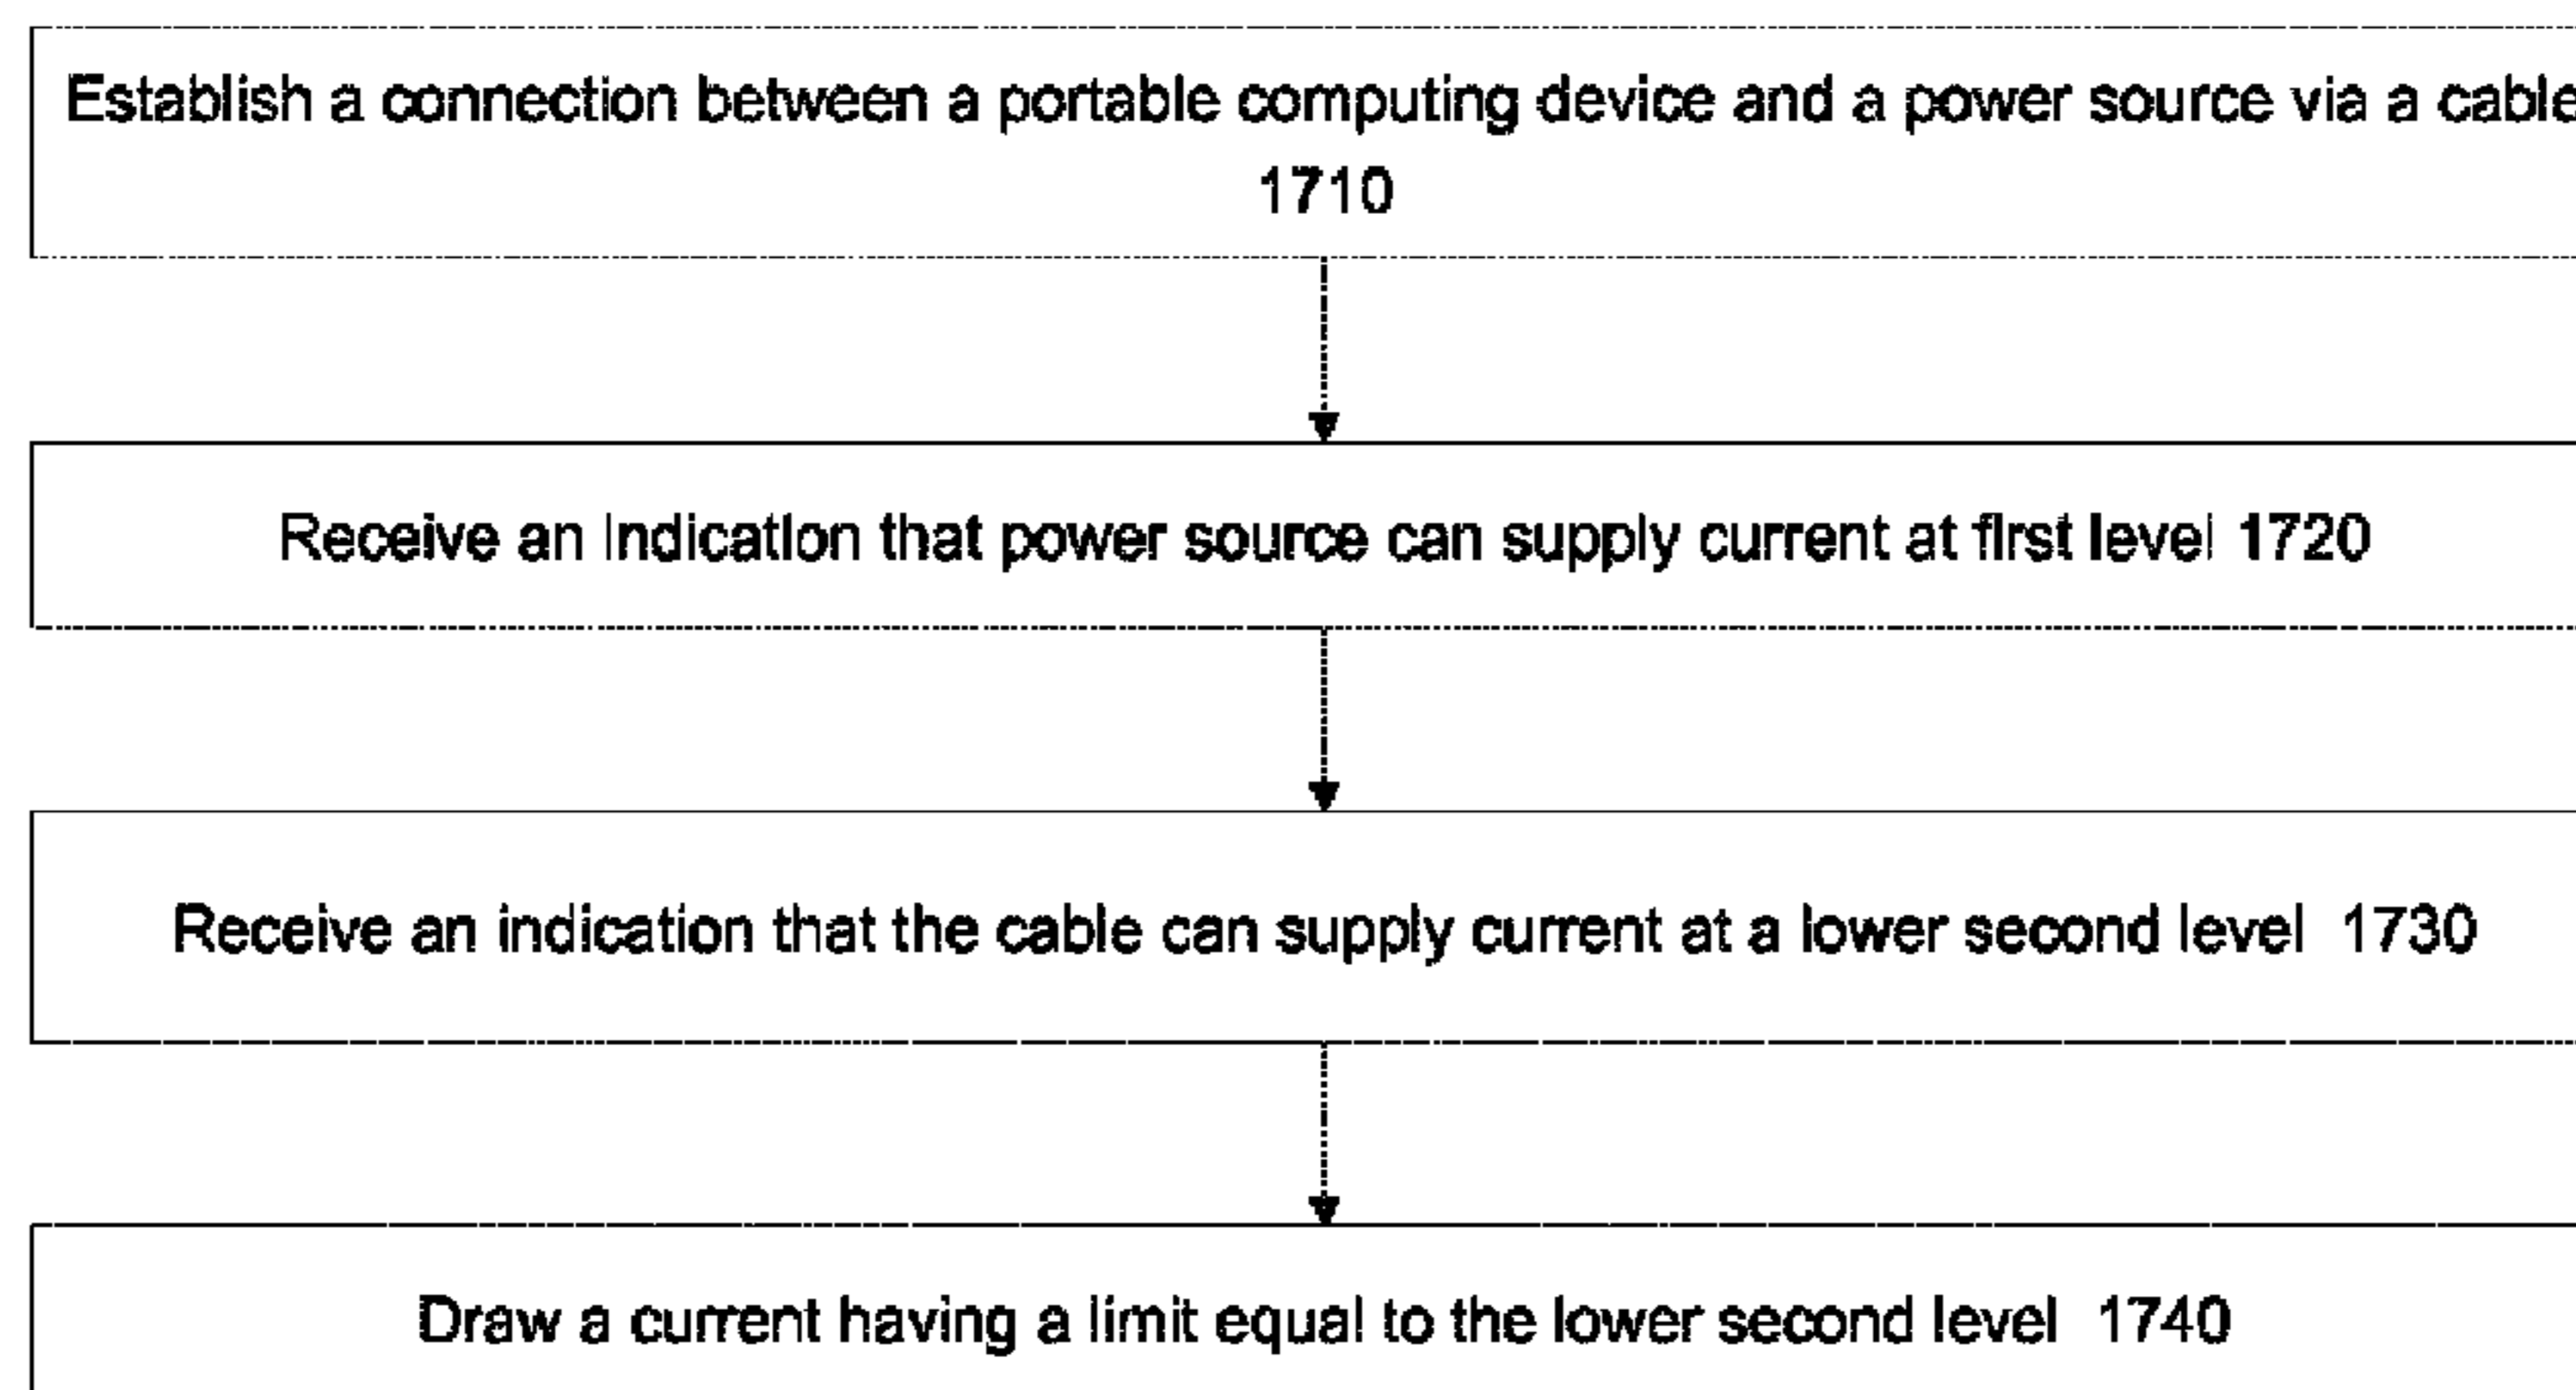 Establish a connection between a portable computing device and a power source via a cable
1710
Receive an Indication that power source can supply current at first level 1720
Receive an indication that the cable can supply current at a lower second level 1730
Draw a current having a limit equal to the lower second level 1740